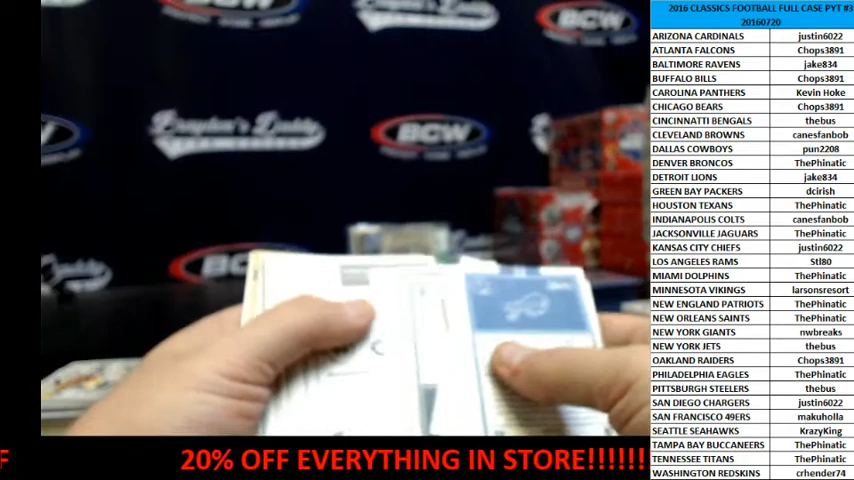 2016 CLASSICS FOOTBALL FULL CASE PYT #3
20160720
ARIZONA CARDINALS justin6022
ATLANTA FALCONS Chops3891
BALTIMORE RAVENS jake834
BUFFALO BILLS Chops3891
CAROLINA PANTHERS Kevin Hoke
CHICAGO BEARS Chops3891
CINCINNATI BENGALS thebus
CLEVELAND BROWNS canesfanbob
DALLAS COWBOYS pun2208
DENVER BRONCOS ThePhinatic
DETROIT LIONS jake834
GREEN BAY PACKERS dcirish
HOUSTON TEXANS ThePhinatic
INDIANAPOLIS COLTS canesfanbob
JACKSONVILLE JAGUARS ThePhinatic
KANSAS CITY CHIEFS justin6022
LOS ANGELES RAMS Stl80
MIAMI DOLPHINS ThePhinatic
MINNESOTA VIKINGS larsonsresort
NEW ENGLAND PATRIOTS ThePhinatic
NEW ORLEANS SAINTS ThePhinatic
NEW YORK GIANTS nwbreaks
NEW YORK JETS thebus
OAKLAND RAIDERS Chops3891
PHILADELPHIA EAGLES ThePhinatic
PITTSBURGH STEELERS thebus
SAN DIEGO CHARGERS justin6022
SAN FRANCISCO 49ERS makuholla
SEATTLE SEAHAWKS KrazyKing
TAMPA BAY BUCCANEERS ThePhinatic
TENNESSEE TITANS ThePhinatic
WASHINGTON REDSKINS crhender74
BCW
BCW
Brayden's Daddy
BCW
BCW
F 20% OFF EVERYTHING IN STORE!!!!!!!